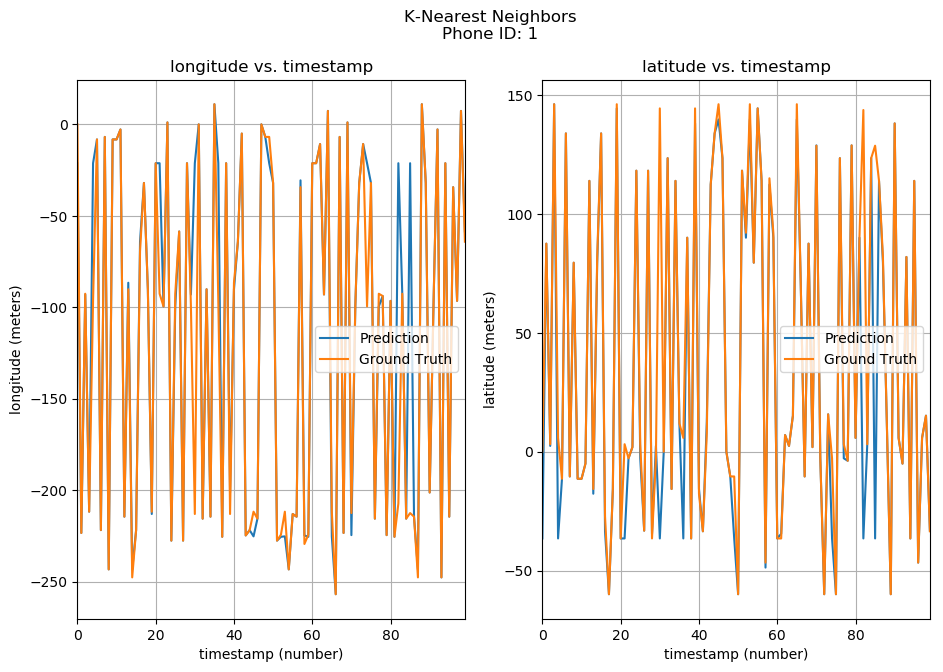 K-Nearest Neighbors
Phone ID: 1
longitude vs. timestamp
longitude (meters)
0
−50
−100
−150
−200
−250
0
20
40
60
80
timestamp (number)
Prediction
Ground Truth
latitude vs. timestamp
latitude (meters)
150
100
50
0
−50
0
20
40
60
80
timestamp (number)
Prediction
Ground Truth